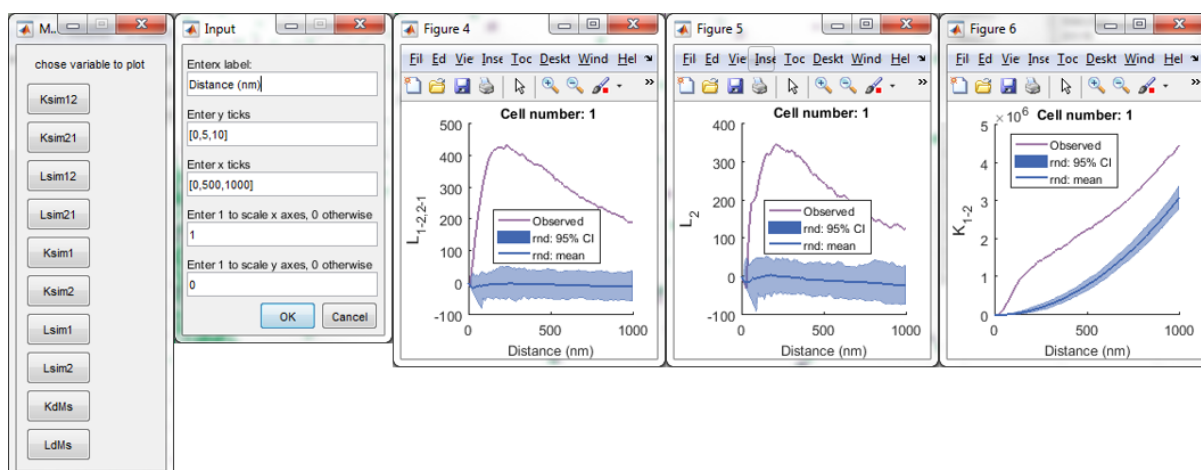 M...
chose variable to plot
Ksim12
Ksim21
Lsim12
Lsim21
Ksim1
Ksim2
Lsim1
Lsim2
KdMs
LdMs
Input
Enterx label:
Distance (nm)
Enter y ticks
[0,5,10]
Enter x ticks
[0,500,1000]
Enter 1 to scale x axes, 0 otherwise
1
Enter 1 to scale y axes, 0 otherwise
0
OK Cancel
Figure 4
Fil Ed Vie Inse Toc Deskt Wind Hel
Cell number: 1
500
400
300
200
100
0
-100
L1-2,2-1
Observed
rnd: 95% CI
rnd: mean
0 500 1000
Distance (nm)
Figure 5
Fil Ed Vie Inse Toc Deskt Wind Hel
Cell number: 1
400
300
200
100
0
-100
L2
Observed
rnd: 95% CI
rnd: mean
0 500 1000
Distance (nm)
Figure 6
Fil Ed Vie Inse Toc Deskt Wind Hel
× 10^6 Cell number: 1
5
4
3
2
1
0
K1-2
Observed
rnd: 95% CI
rnd: mean
0 500 1000
Distance (nm)